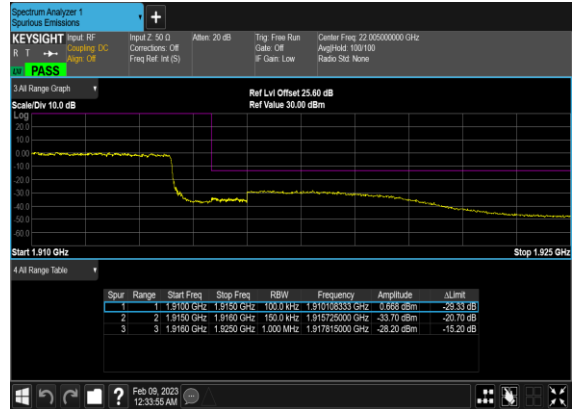 Spectrum Analyzer 1
Spurious Emissions
+
KEYSIGHT Input: RF Input Z: 50 Ω Atten: 20 dB Trig: Free Run Center Freq: 22.005000000 GHz
R T Coupling: DC Corrections: Off Gate: Off Avg|Hold: 100/100
Align: Off Freq Ref: Int (S) IF Gain: Low Radio Std: None
LW PASS
3 All Range Graph
Ref Lvl Offset 25.60 dB
Scale/Div 10.0 dB Ref Value 30.00 dBm
Log
20.0
10.0
0.00
-10.0
-20.0
-30.0
-40.0
-50.0
-60.0
Start 1.910 GHz Stop 1.925 GHz
4 All Range Table
Spur Range Start Freq Stop Freq RBW Frequency Amplitude ΔLimit
1 1 1.9100 GHz 1.9150 GHz 100.0 kHz 1.910108333 GHz 0.668 dBm -29.33 dB
2 2 1.9150 GHz 1.9160 GHz 150.0 kHz 1.915725000 GHz -33.70 dBm -20.70 dB
3 3 1.9160 GHz 1.9250 GHz 1.000 MHz 1.917815000 GHz -28.20 dBm -15.20 dB
? Feb 09, 2023
12:33:55 AM